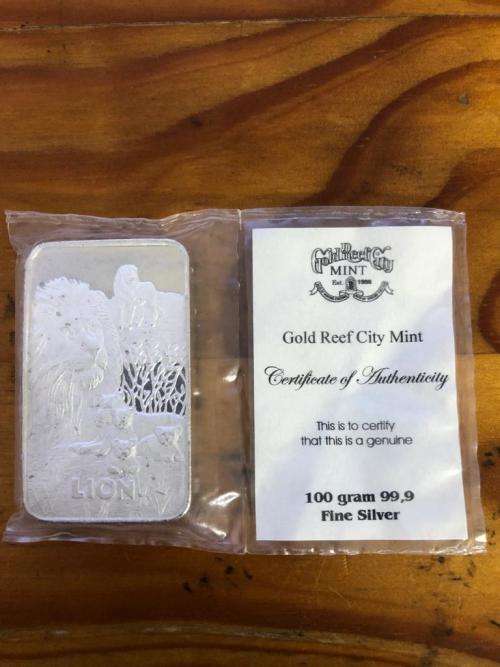 LION
Gold Reef City
MINT
Est. 1986
Gold Reef City Mint
Certificate of Authenticity
This is to certify
that this is a genuine
100 gram 99,9
Fine Silver